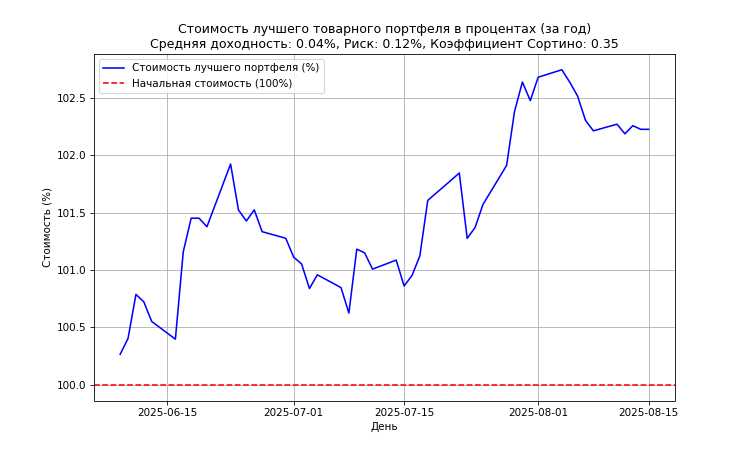 Стоимость лучшего товарного портфеля в процентах (за год)
Средняя доходность: 0.04%, Риск: 0.12%, Коэффициент Сортино: 0.35
Стоимость лучшего портфеля (%)
Начальная стоимость (100%)
Стоимость (%)
102.5
102.0
101.5
101.0
100.5
100.0
2025-06-15
2025-07-01
2025-07-15
2025-08-01
2025-08-15
День